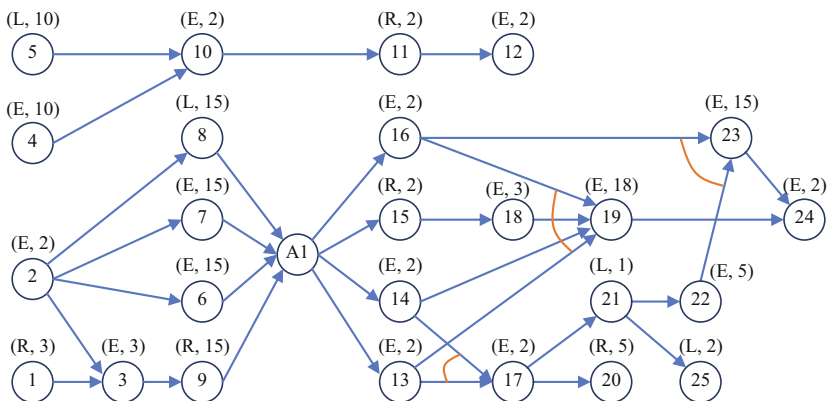 (L, 10) (E, 2) (R, 2) (E, 2)
5 10 11 12
(E, 10) (L, 15) (E, 2) (E, 15)
4 8 16 23
(E, 15) (R, 2) (E, 3) (E, 18) (E, 2)
7 15 18 19 24
(E, 2) A1
2 (E, 15) (E, 2) (L, 1) (E, 5)
6 14 21 22
(R, 3) (E, 3) (R, 15) (E, 2) (E, 2) (R, 5) (L, 2)
1 3 9 13 17 20 25